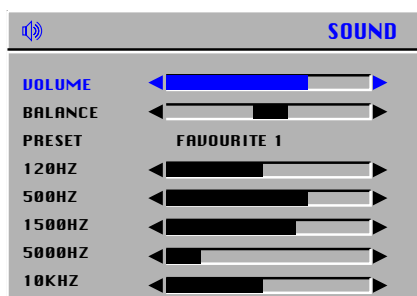 SOUND
VOLUME
BALANCE
PRESET FAVOURITE 1
120HZ
500HZ
1500HZ
5000HZ
10KHZ